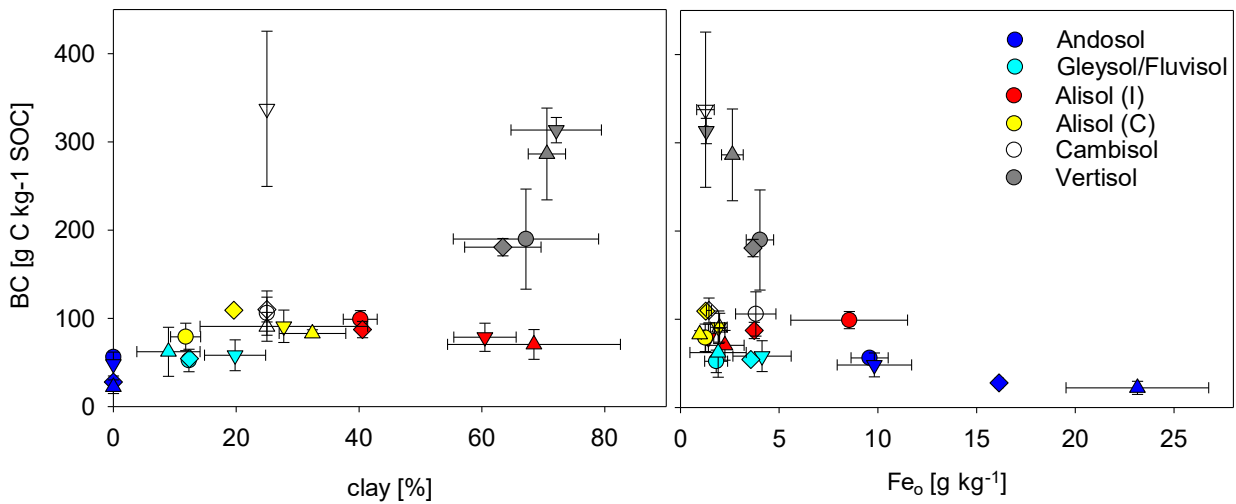 BC [g C kg-1 SOC]
400
300
200
100
0
0
20
40
60
80
clay [%]
0
5
10
15
20
25
Feₒ [g kg⁻¹]
Andosol
Gleysol/Fluvisol
Alisol (I)
Alisol (C)
Cambisol
Vertisol